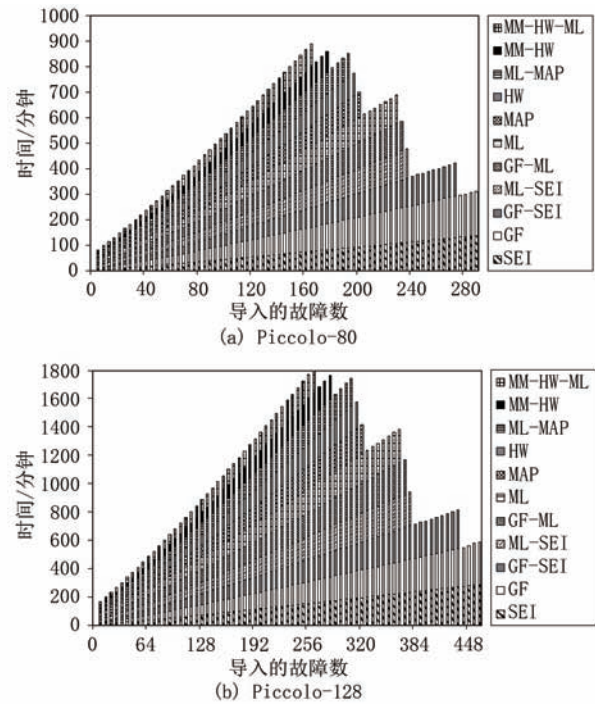 1000
900
800
700
600
500
400
300
200
100
0
时间/分钟
0 40 80 120 160 200 240 280
导入的故障数
MM-HW-ML
MM-HW
ML-MAP
HW
MAP
ML
GF-ML
ML-SEI
GF-SEI
GF
SEI
(a) Piccolo-80
1800
1600
1400
1200
1000
800
600
400
200
0
时间/分钟
0 64 128 192 256 320 384 448
导入的故障数
MM-HW-ML
MM-HW
ML-MAP
HW
MAP
ML
GF-ML
ML-SEI
GF-SEI
GF
SEI
(b) Piccolo-128